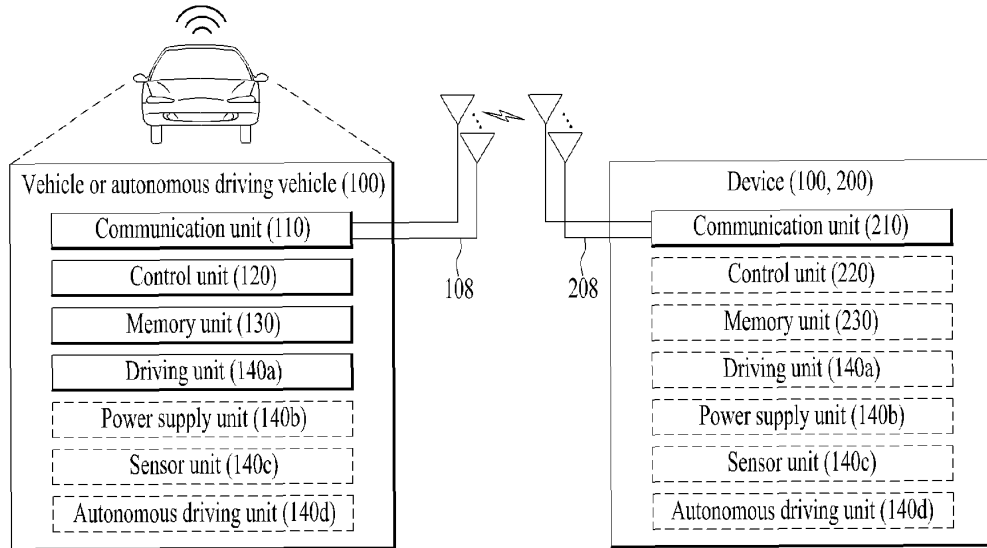 Vehicle or autonomous driving vehicle (100)
Communication unit (110)
Control unit (120)
Memory unit (130)
Driving unit (140a)
Power supply unit (140b)
Sensor unit (140c)
Autonomous driving unit (140d)
108
208
Device (100, 200)
Communication unit (210)
Control unit (220)
Memory unit (230)
Driving unit (140a)
Power supply unit (140b)
Sensor unit (140c)
Autonomous driving unit (140d)